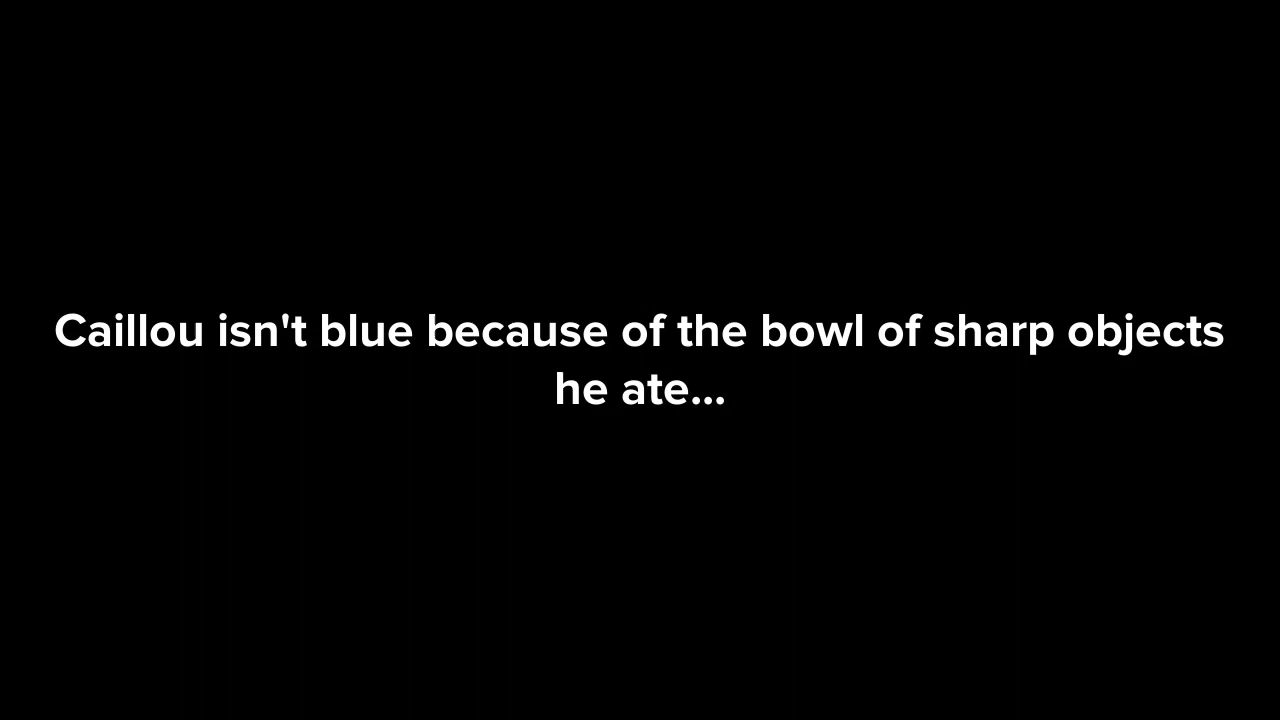 Caillou isn't blue because of the bowl of sharp objects
he ate...